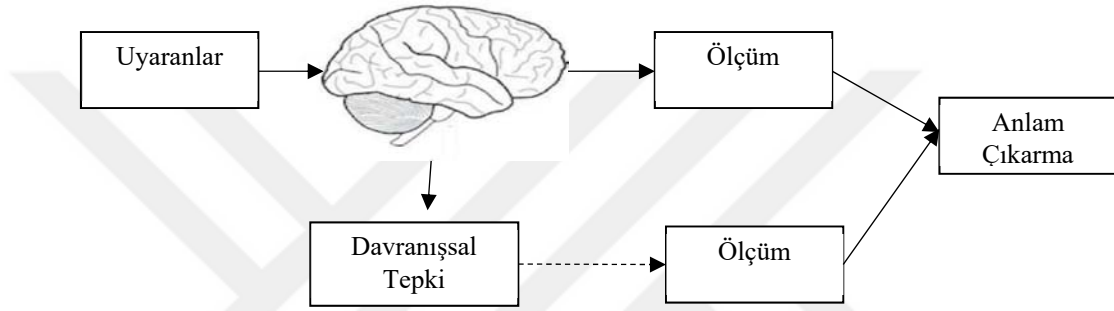 Uyaranlar
Ölçüm
Anlam
Çıkarma
Davranışsal
Tepki
Ölçüm